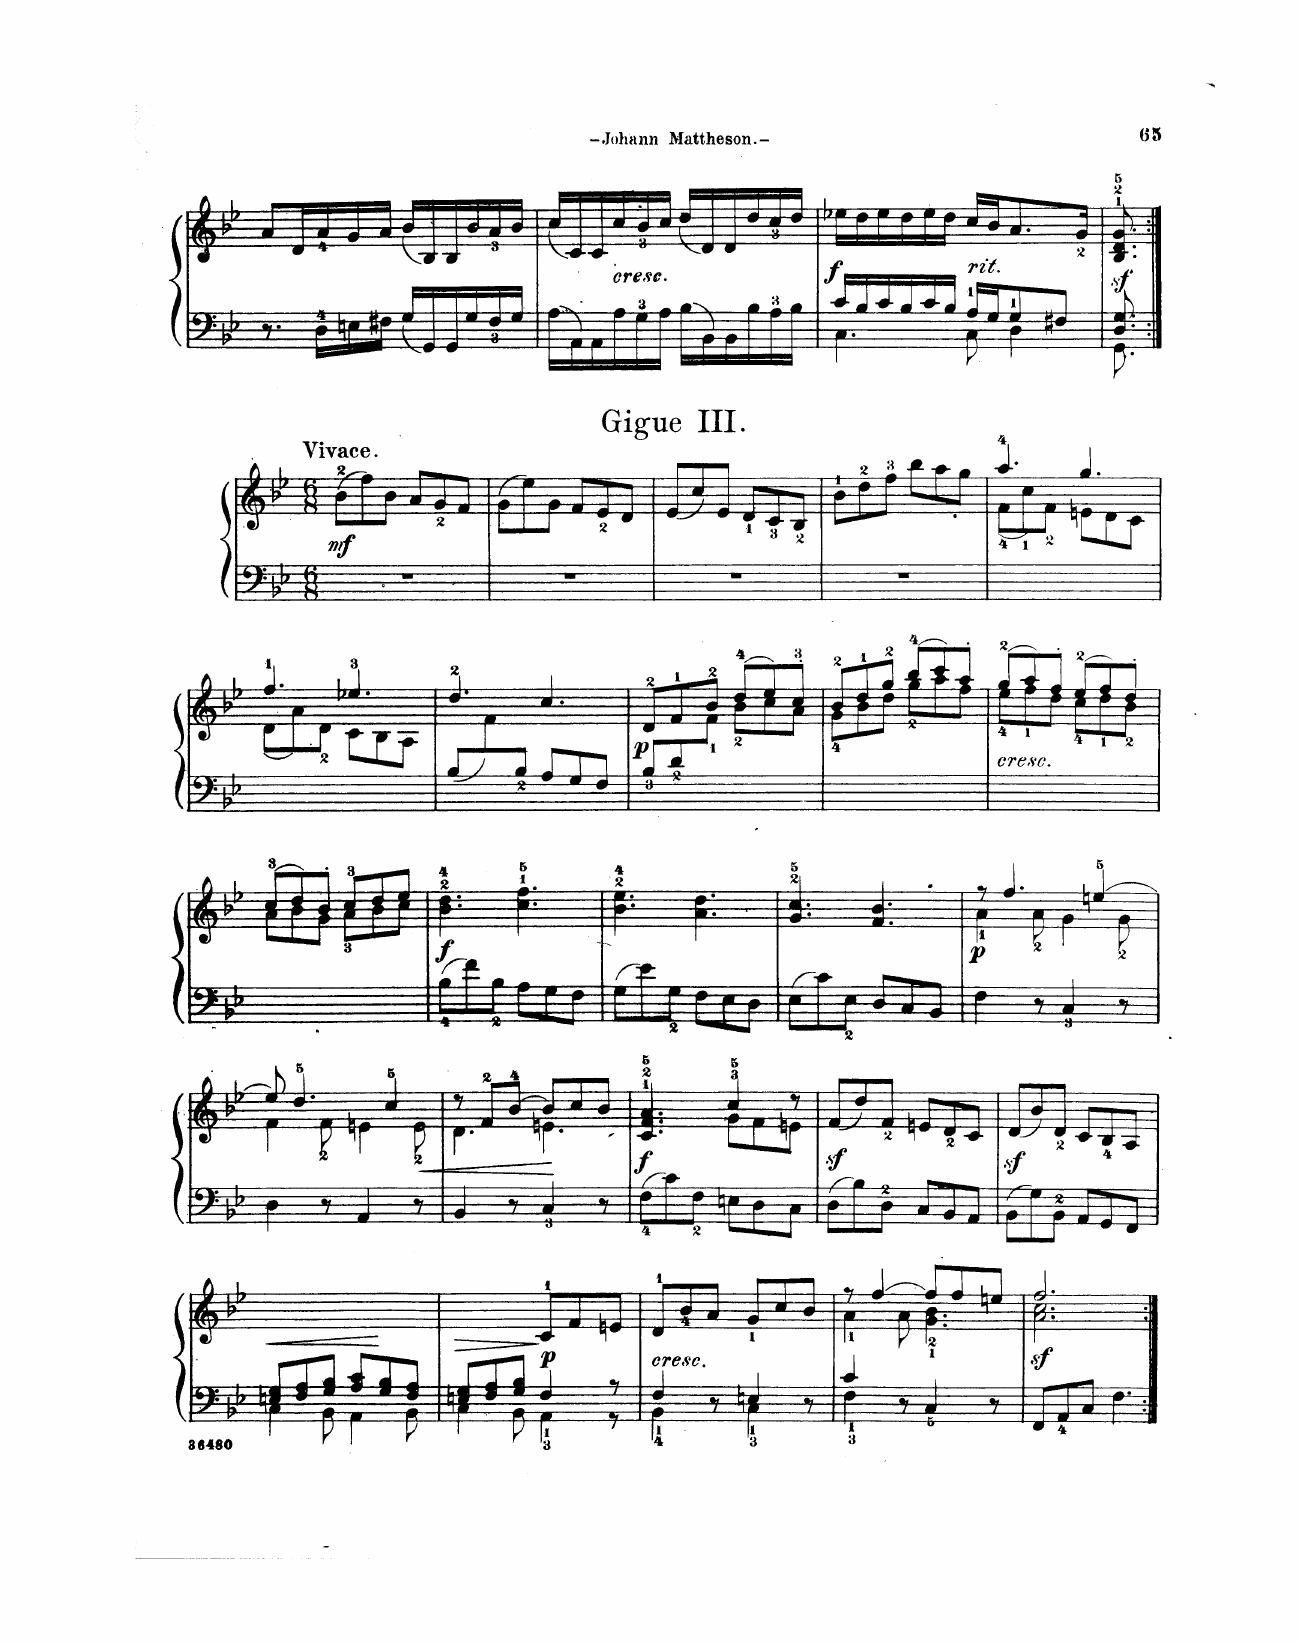 -Johann Mattheson.-
65
cresc.
f
rit.
sf
Gigue III.
Vivace.
mf
p
cresc.
f
p
f
sf
sf
p
cresc.
sf
36480